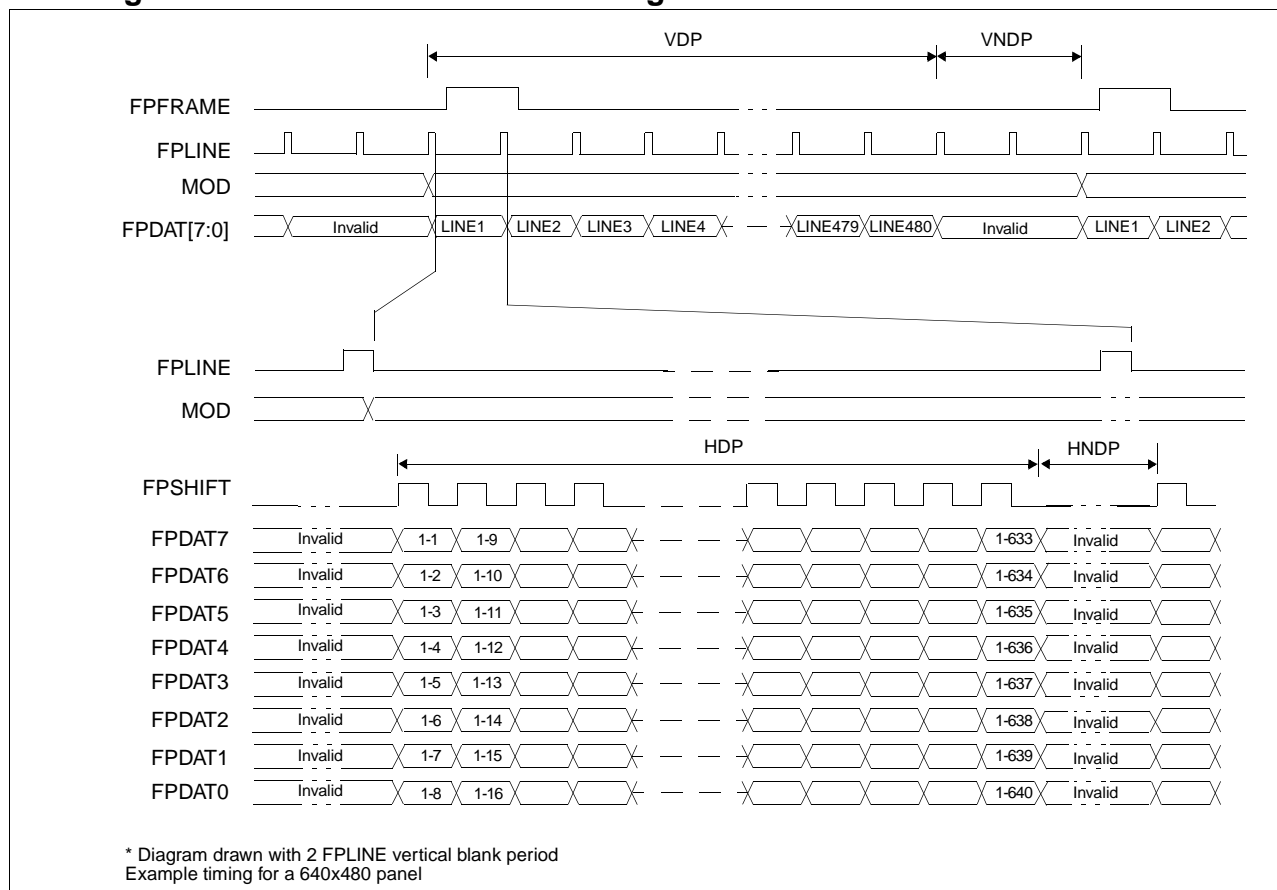 VDP VNDP
FPFRAME
FPLINE
MOD
FPDAT[7:0] Invalid LINE1 LINE2 LINE3 LINE4 LINE479 LINE480 Invalid LINE1 LINE2
FPLINE
MOD
HDP HNDP
FPSHIFT
FPDAT7 Invalid 1-1 1-9 1-633 Invalid
FPDAT6 Invalid 1-2 1-10 1-634 Invalid
FPDAT5 Invalid 1-3 1-11 1-635 Invalid
FPDAT4 Invalid 1-4 1-12 1-636 Invalid
FPDAT3 Invalid 1-5 1-13 1-637 Invalid
FPDAT2 Invalid 1-6 1-14 1-638 Invalid
FPDAT1 Invalid 1-7 1-15 1-639 Invalid
FPDAT0 Invalid 1-8 1-16 1-640 Invalid
* Diagram drawn with 2 FPLINE vertical blank period
Example timing for a 640x480 panel